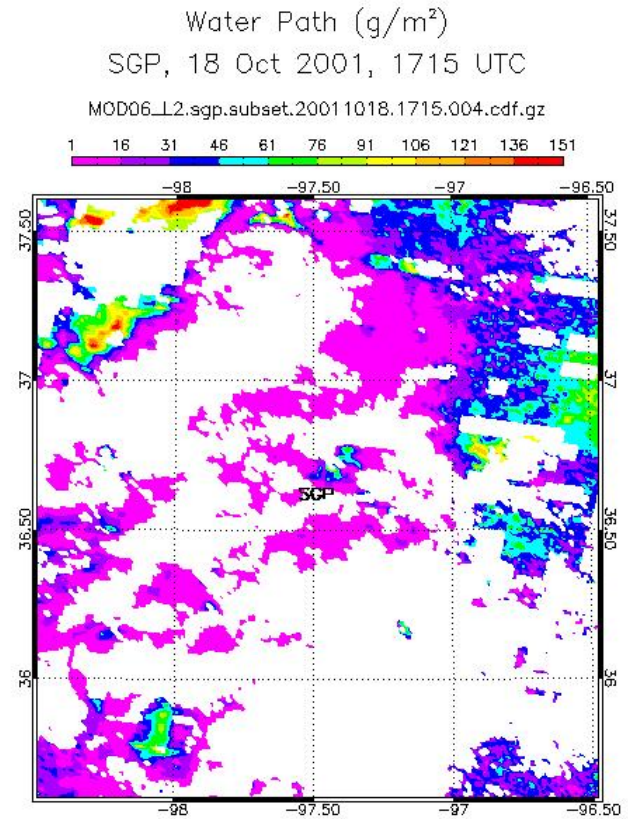 Water Path (g/m²)
SGP, 18 Oct 2001, 1715 UTC
MOD06_L2.sgp.subset.20011018.1715.004.cdf.gz
1 16 31 46 61 76 91 106 121 136 151
-98 -97.50 -97 -96.50
37.50 37.50
37 37
SGP
36.50 36.50
36 36
-98 -97.50 -97 -96.50